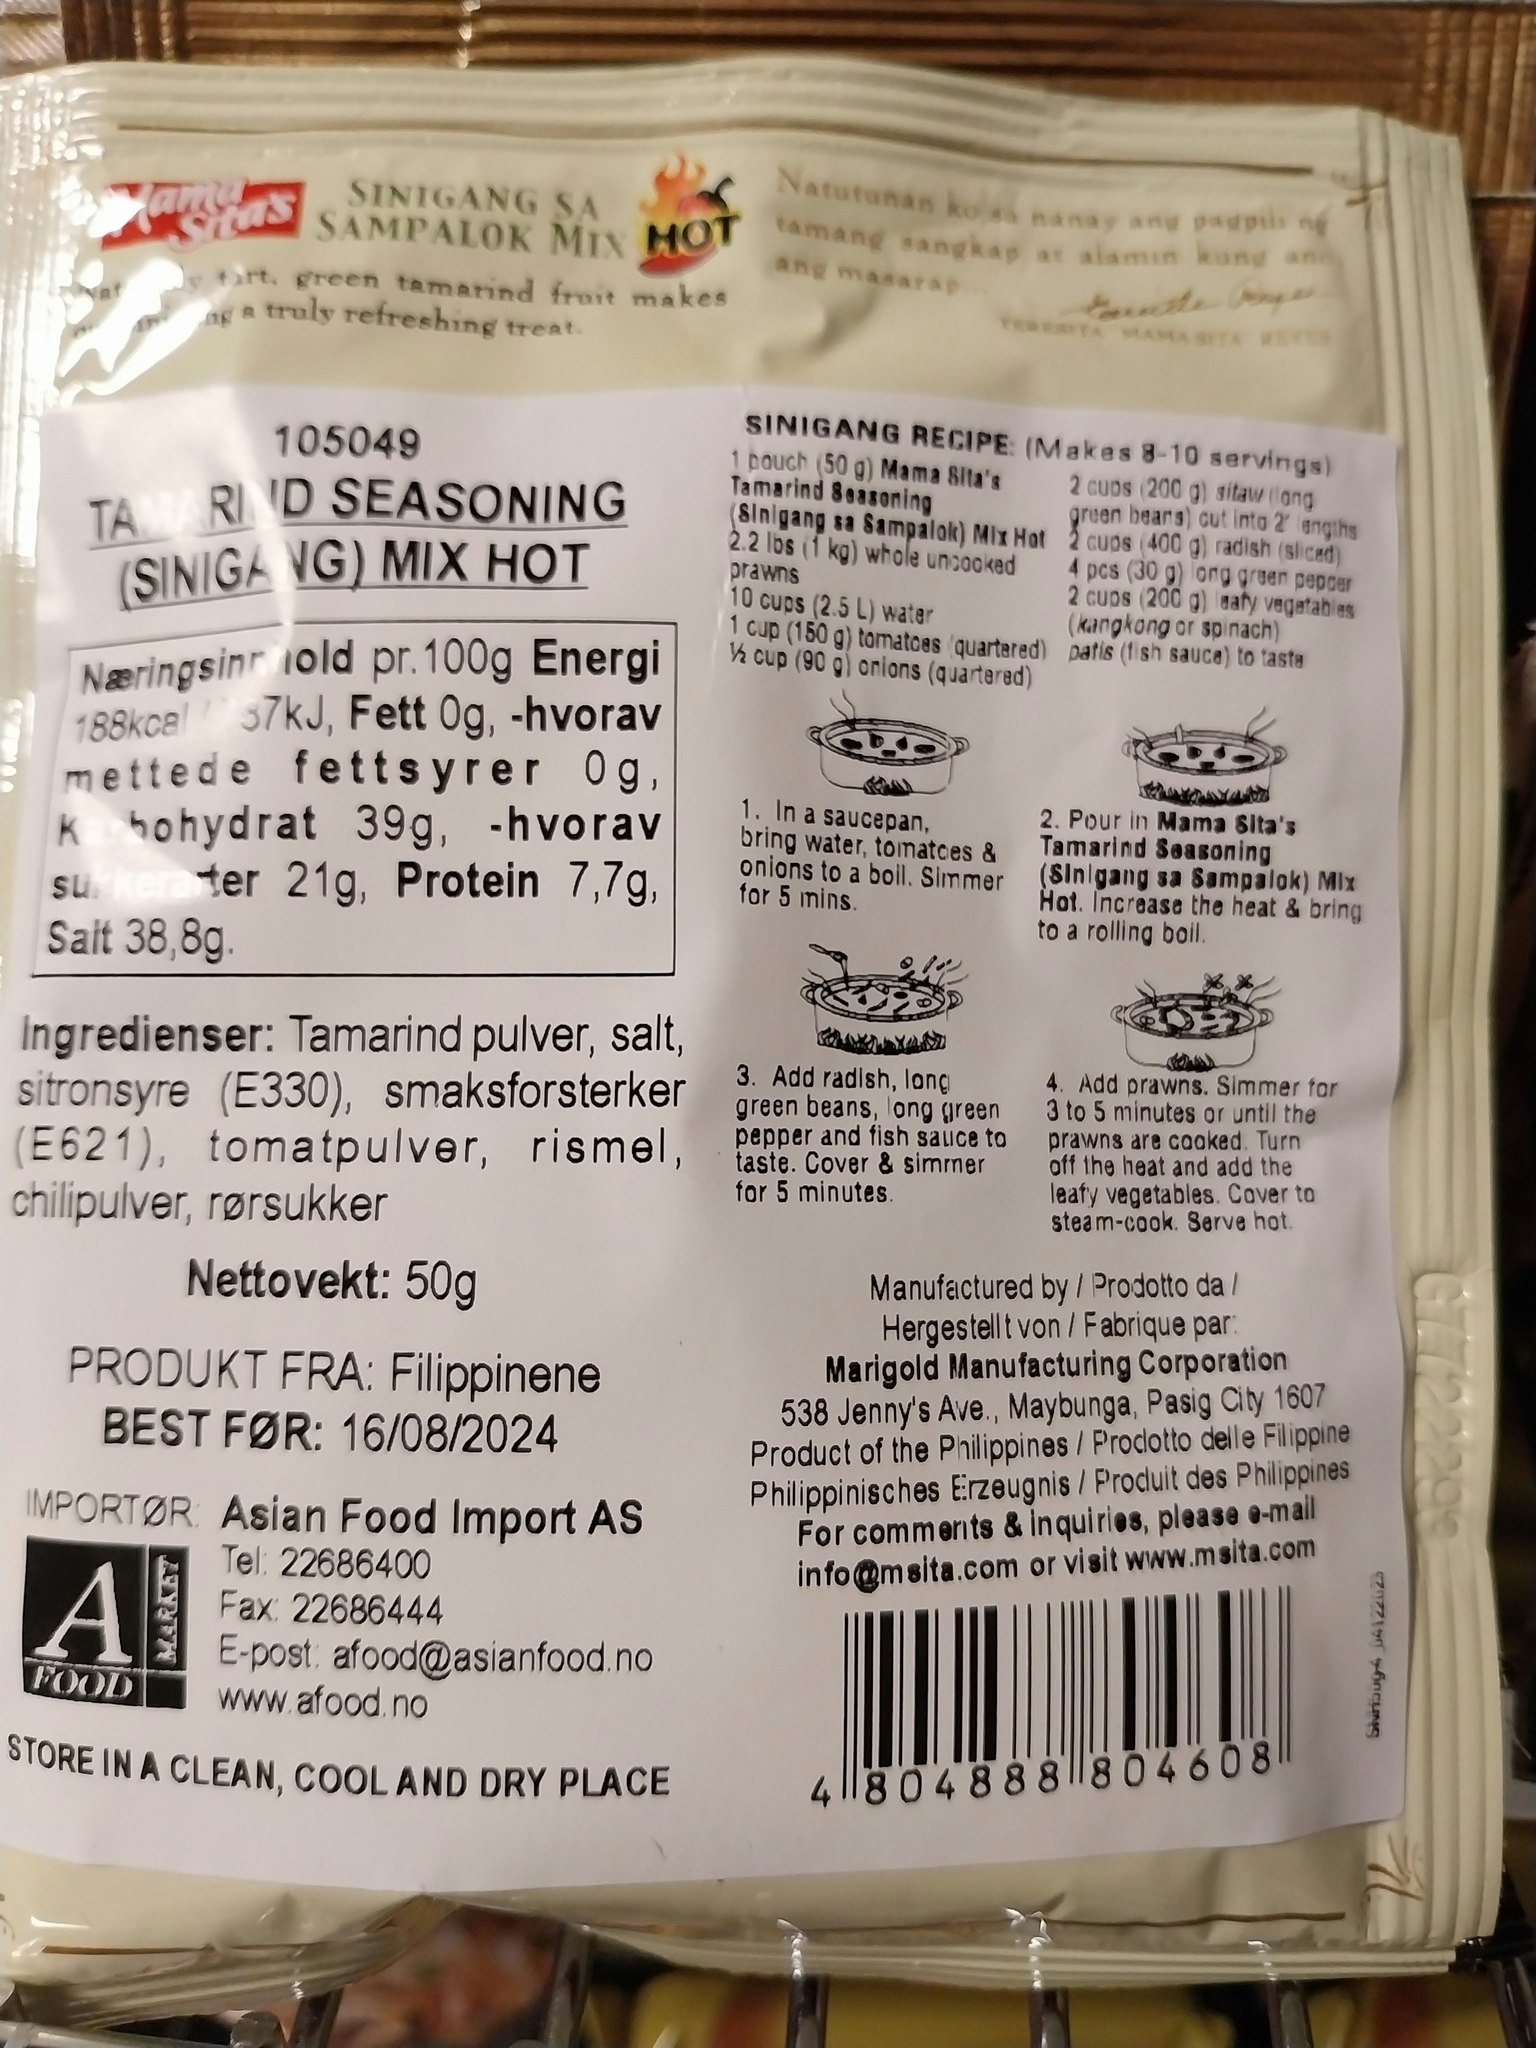 Mama Sita's
SINIGANG SA
SAMPALOK MIX
HOT
tart, green tamarind fruit makes
a truly refreshing treat.
Natutunan ko sa nanay ang pagpili ng
tamang sangkap at alamin kung ano
ang masarap...
TERESITA "MAMA SITA" REYES
105049
TAMARIND SEASONING
(SINIGANG) MIX HOT
Næringsinnhold pr.100g Energi
188kcal / 37kJ, Fett 0g, -hvorav
mettede fettsyrer 0g,
Karbohydrat 39g, -hvorav
sukkerarter 21g, Protein 7,7g,
Salt 38,8g.
Ingredienser: Tamarind pulver, salt,
sitronsyre (E330), smaksforsterker
(E621), tomatpulver, rismel,
chilipulver, rørsukker
Nettovekt: 50g
PRODUKT FRA: Filippinene
BEST FØR: 16/08/2024
IMPORTØR: Asian Food Import AS
Tel: 22686400
Fax: 22686444
E-post: afood@asianfood.no
www.afood.no
A MARKET
FOOD
STORE IN A CLEAN, COOL AND DRY PLACE
SINIGANG RECIPE: (Makes 8-10 servings)
1 pouch (50 g) Mama Sita's
Tamarind Seasoning
(Sinigang sa Sampalok) Mix Hot
2.2 lbs (1 kg) whole uncooked
prawns
10 cups (2.5 L) water
1 cup (150 g) tomatoes (quartered)
½ cup (90 g) onions (quartered)
2 cups (200 g) sitaw (long
green beans) cut into 2" lengths
2 cups (400 g) radish (sliced)
4 pcs (30 g) long green pepper
2 cups (200 g) leafy vegetables
(kangkong or spinach)
patis (fish sauce) to taste
1. In a saucepan,
bring water, tomatoes &
onions to a boil. Simmer
for 5 mins.
2. Pour in Mama Sita's
Tamarind Seasoning
(Sinigang sa Sampalok) Mix
Hot. Increase the heat & bring
to a rolling boil.
3. Add radish, long
green beans, long green
pepper and fish sauce to
taste. Cover & simmer
for 5 minutes.
4. Add prawns. Simmer for
3 to 5 minutes or until the
prawns are cooked. Turn
off the heat and add the
leafy vegetables. Cover to
steam-cook. Serve hot.
Manufactured by / Prodotto da /
Hergestellt von / Fabrique par:
Marigold Manufacturing Corporation
538 Jenny's Ave., Maybunga, Pasig City 1607
Product of the Philippines / Prodotto delle Filippine
Philippinisches Erzeugnis / Produit des Philippines
For comments & inquiries, please e-mail
info@msita.com or visit www.msita.com
4 804888 804608